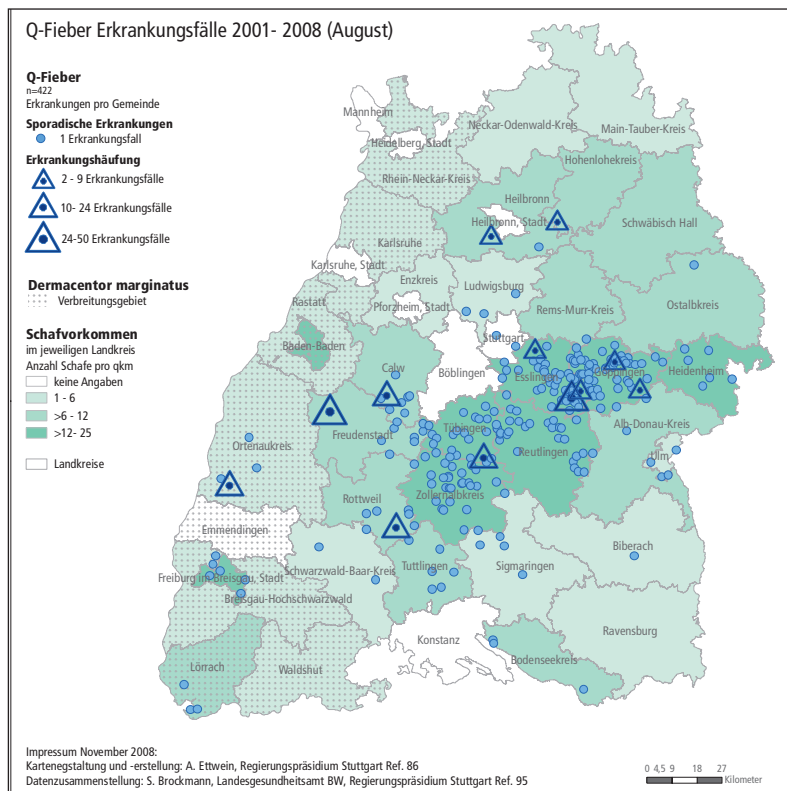 Q-Fieber Erkrankungsfälle 2001- 2008 (August)
Q-Fieber
n=422
Erkrankungen pro Gemeinde
Sporadische Erkrankungen
1 Erkrankungsfall
Erkrankungshäufung
2 - 9 Erkrankungsfälle
10- 24 Erkrankungsfälle
24-50 Erkrankungsfälle
Dermacentor marginatus
Verbreitungsgebiet
Schafvorkommen
im jeweiligen Landkreis
Anzahl Schafe pro qkm
keine Angaben
1 - 6
>6 - 12
>12- 25
Landkreise
Mannheim
Heidelberg, Stadt
Rhein-Neckar-Kreis
Neckar-Odenwald-Kreis
Main-Tauber-Kreis
Hohenlohekreis
Heilbronn
Heilbronn, Stadt
Schwäbisch Hall
Karlsruhe
Karlsruhe, Stadt
Enzkreis
Ludwigsburg
Pforzheim, Stadt
Rastatt
Rems-Murr-Kreis
Ostalbkreis
Baden-Baden
Stuttgart
Calw
Böblingen
Esslingen
Göppingen
Heidenheim
Freudenstadt
Tübingen
Alb-Donau-Kreis
Ortenaukreis
Reutlingen
Ulm
Rottweil
Zollernalbkreis
Emmendingen
Biberach
Schwarzwald-Baar-Kreis
Tuttlingen
Sigmaringen
Freiburg im Breisgau, Stadt
Breisgau-Hochschwarzwald
Ravensburg
Konstanz
Bodenseekreis
Lörrach
Waldshut
Impressum November 2008:
Kartenegstaltung und -erstellung: A. Ettwein, Regierungspräsidium Stuttgart Ref. 86
Datenzusammenstellung: S. Brockmann, Landesgesundheitsamt BW, Regierungspräsidium Stuttgart Ref. 95
0 4,5 9 18 27
Kilometer